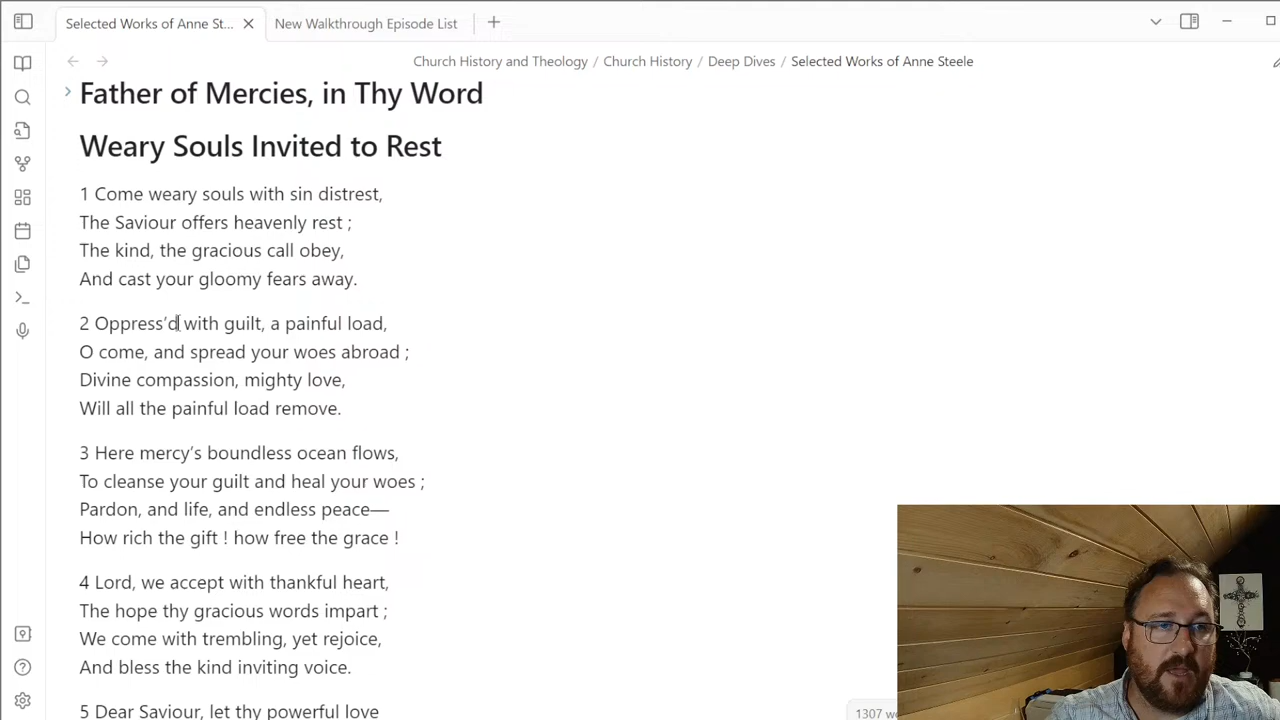 Selected Works of Anne St...
New Walkthrough Episode List
Church History and Theology / Church History / Deep Dives / Selected Works of Anne Steele
Father of Mercies, in Thy Word
Weary Souls Invited to Rest
1 Come weary souls with sin distrest,
The Saviour offers heavenly rest ;
The kind, the gracious call obey,
And cast your gloomy fears away.
2 Oppress’d with guilt, a painful load,
O come, and spread your woes abroad ;
Divine compassion, mighty love,
Will all the painful load remove.
3 Here mercy’s boundless ocean flows,
To cleanse your guilt and heal your woes ;
Pardon, and life, and endless peace—
How rich the gift ! how free the grace !
4 Lord, we accept with thankful heart,
The hope thy gracious words impart ;
We come with trembling, yet rejoice,
And bless the kind inviting voice.
5 Dear Saviour, let thy powerful love
1307